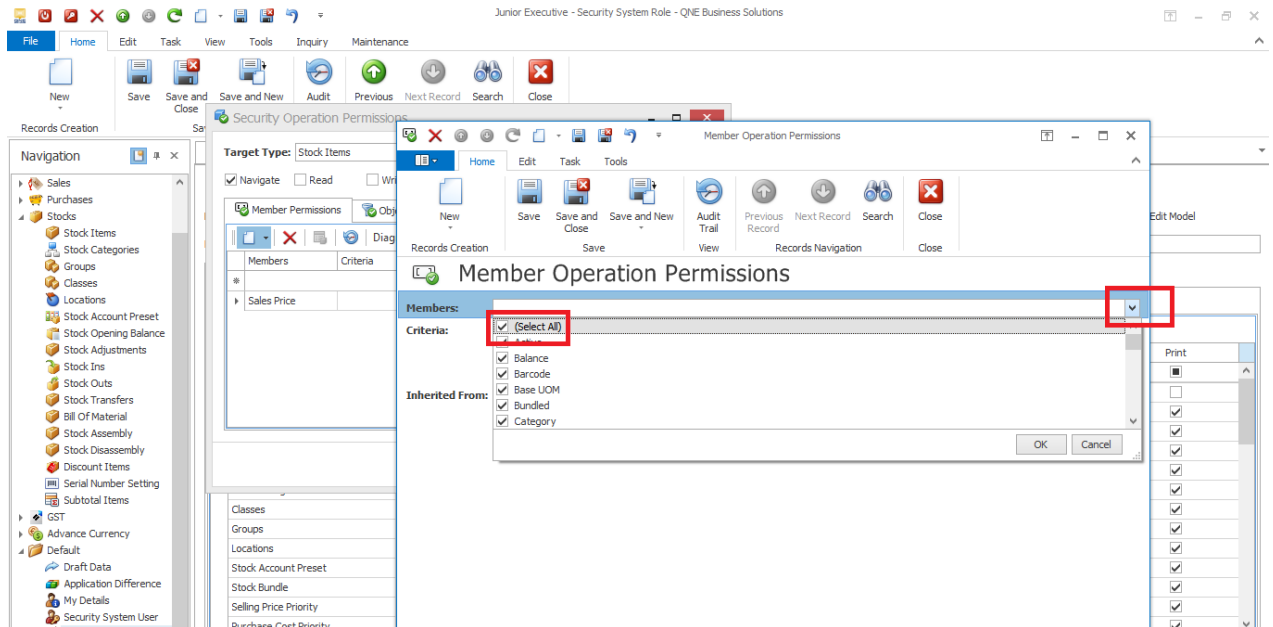 Junior Executive - Security System Role - QNE Business Solutions
File Home Edit Task View Tools Inquiry Maintenance
New Save Save and Close Save and New Audit Previous Next Record Search Close
Records Creation
Security Operation Permissions
Target Type: Stock Items
Navigate Read
Member Permissions
Members Criteria
Sales Price
Navigation
Sales
Purchases
Stocks
Stock Items
Stock Categories
Groups
Classes
Locations
Stock Account Preset
Stock Opening Balance
Stock Adjustments
Stock Ins
Stock Outs
Stock Transfers
Bill Of Material
Stock Assembly
Stock Disassembly
Discount Items
Serial Number Setting
Subtotal Items
GST
Advance Currency
Default
Draft Data
Application Difference
My Details
Security System User
Classes
Groups
Locations
Stock Account Preset
Stock Bundle
Selling Price Priority
Purchase Cost Priority
Member Operation Permissions
Home Edit Task Tools
New Save Save and Close Save and New Audit Trail Previous Record Next Record Search Close
Records Creation Save View Records Navigation Close
Member Operation Permissions
Members:
Criteria:
Inherited From:
(Select All)
Active
Balance
Barcode
Base UOM
Bundled
Category
OK Cancel
Edit Model
Print